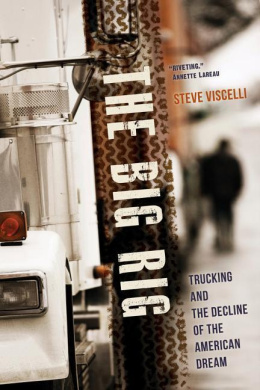 "RIVETING."
ANNETTE LAREAU
STEVE VISCELLI
THE BIG RIG
TRUCKING
AND
THE DECLINE
OF THE
AMERICAN
DREAM